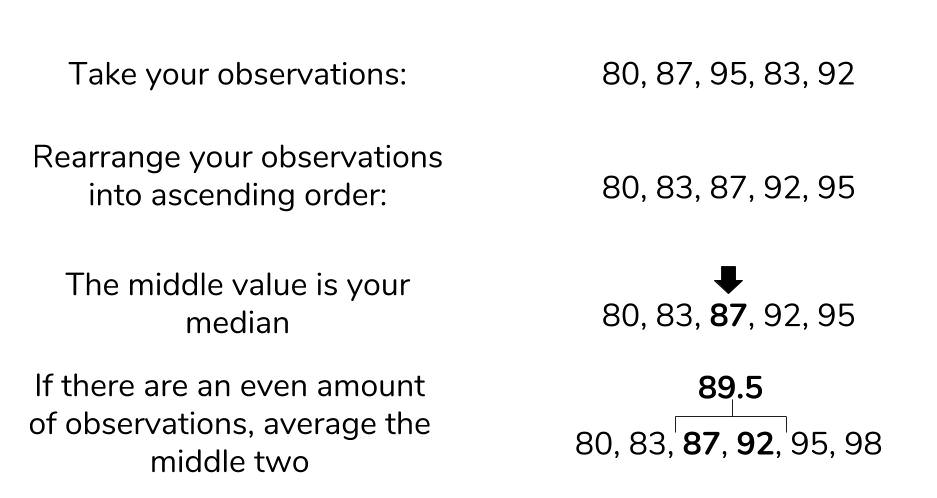 Take your observations:
80, 87, 95, 83, 92
Rearrange your observations
into ascending order:
80, 83, 87, 92, 95
The middle value is your
median
80, 83, 87, 92, 95
If there are an even amount
of observations, average the
middle two
89.5
80, 83, 87, 92, 95, 98